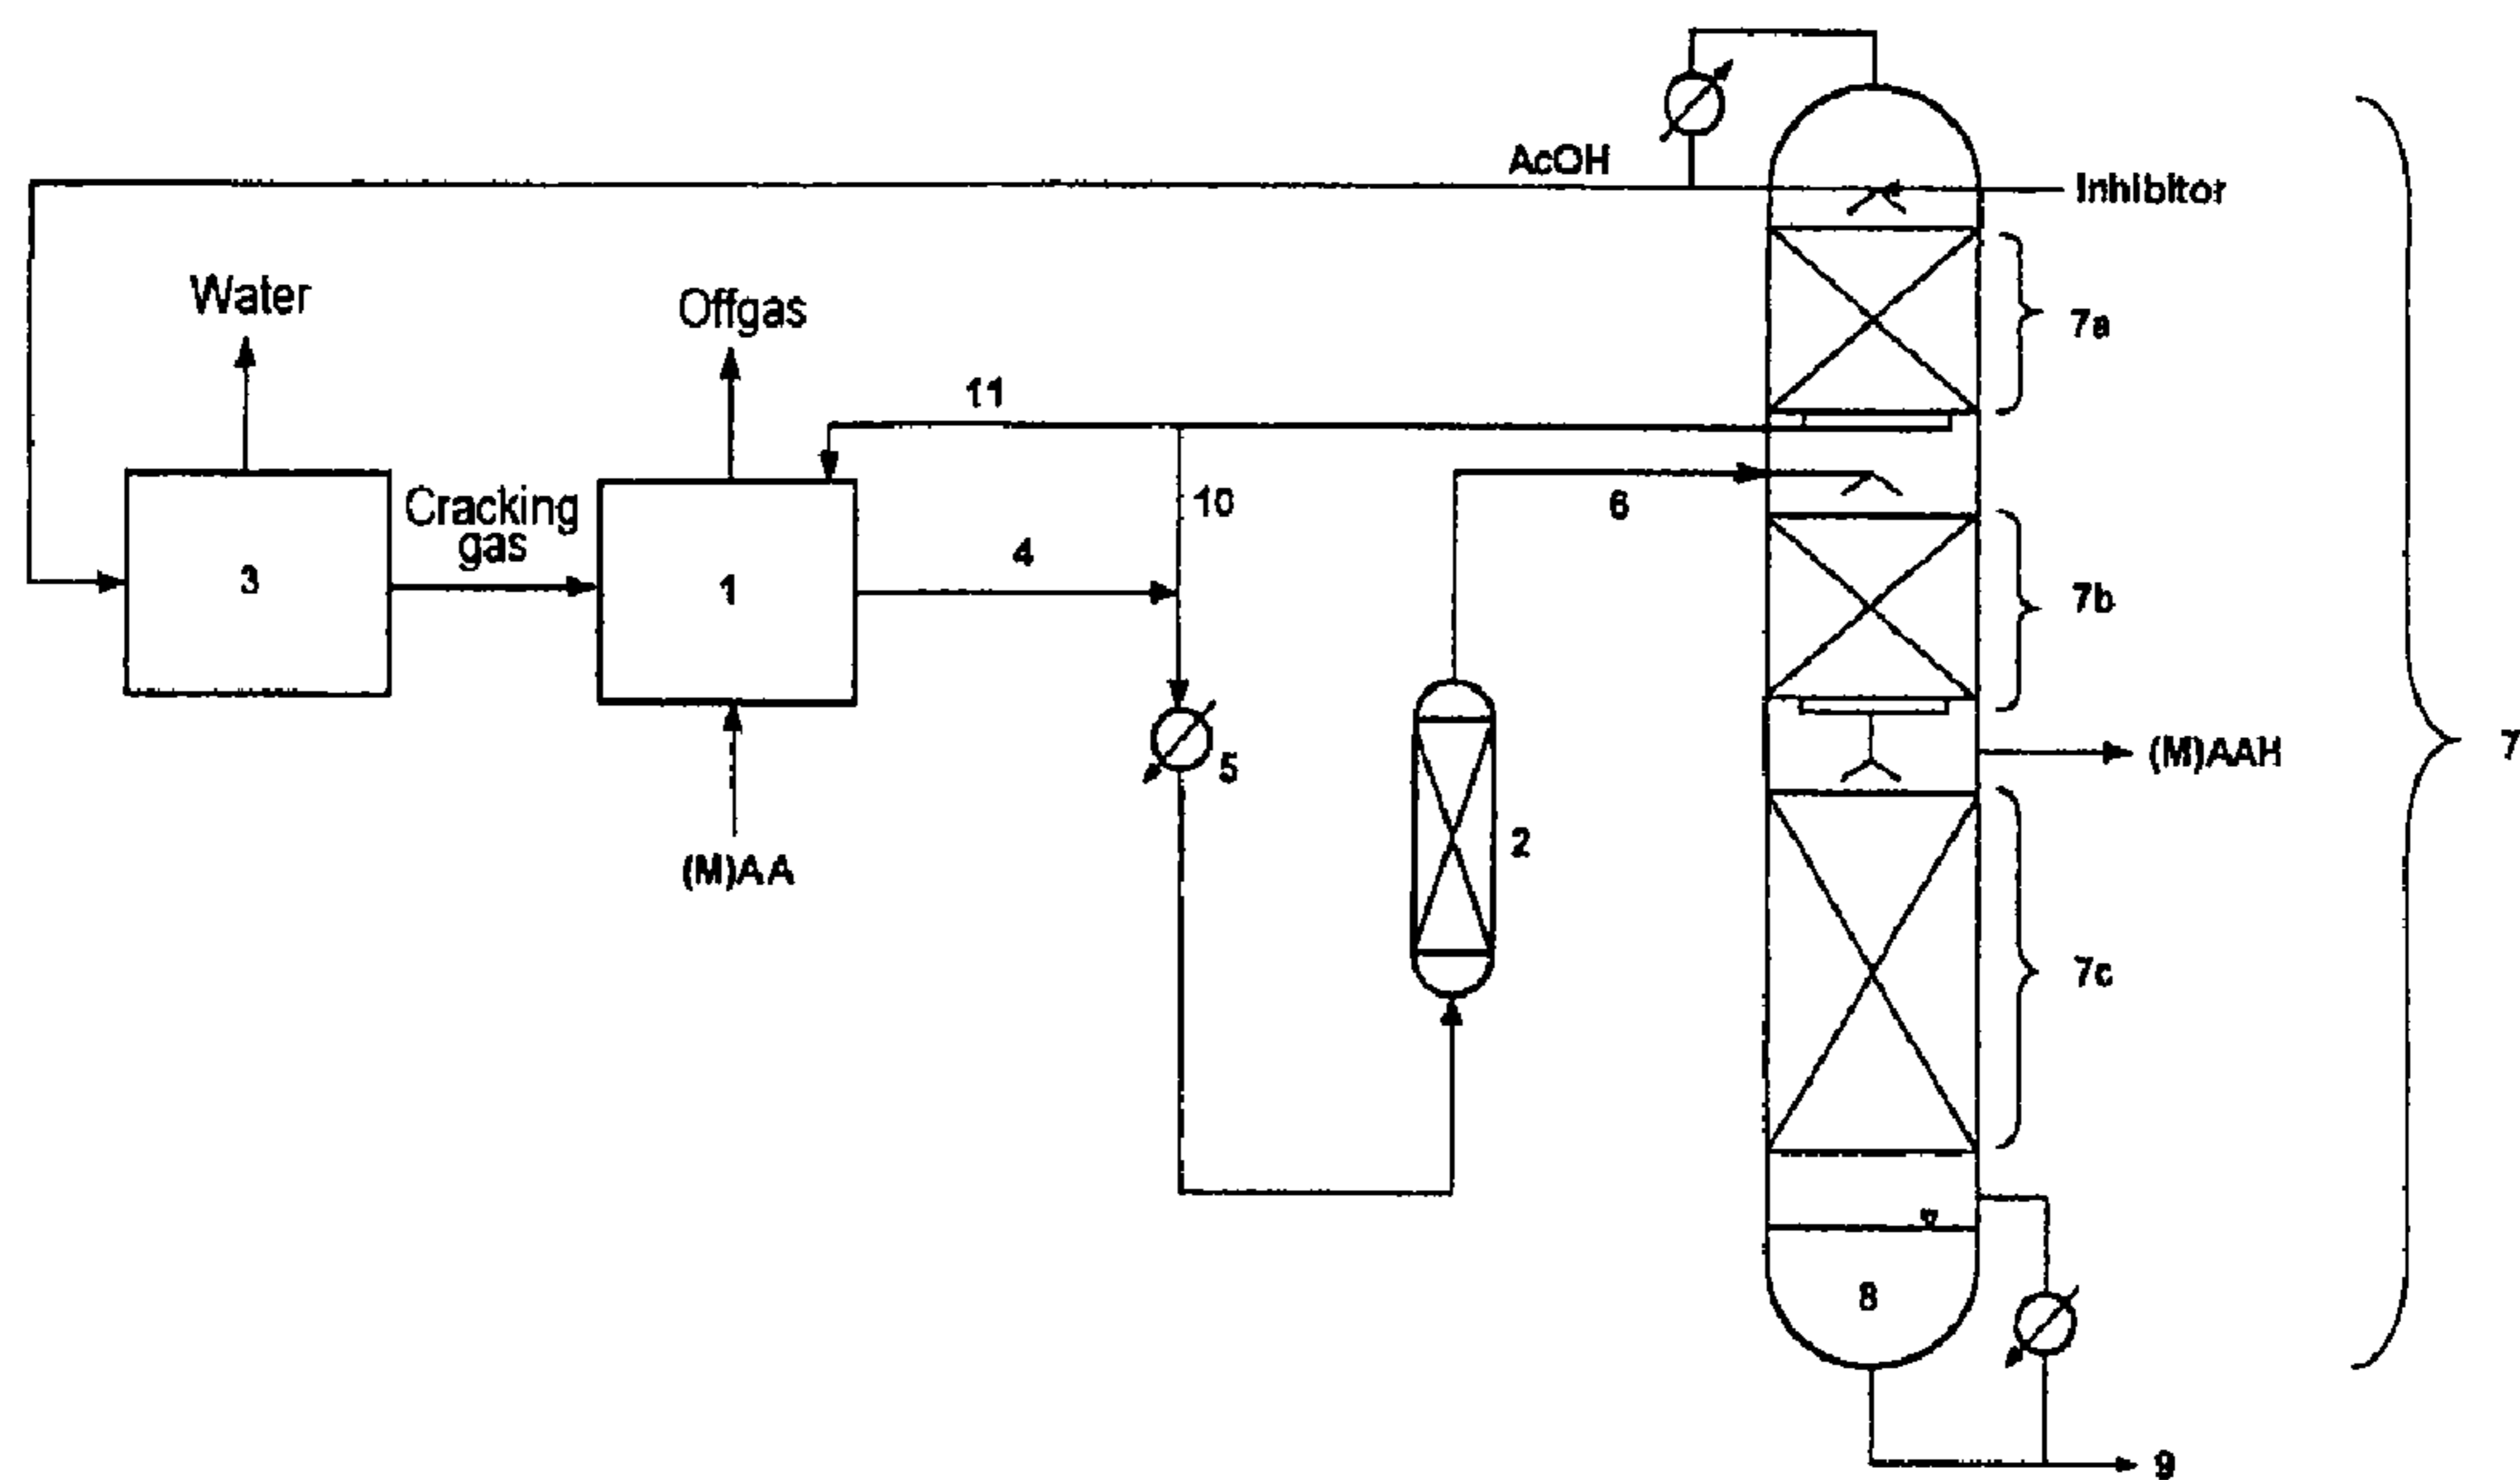 AcOH
Inhibitor
Water
Offgas
7a
11
Cracking
gas
10
6
4
3
1
7b
5
(M)AAH
7
2
(M)AA
7c
8
9